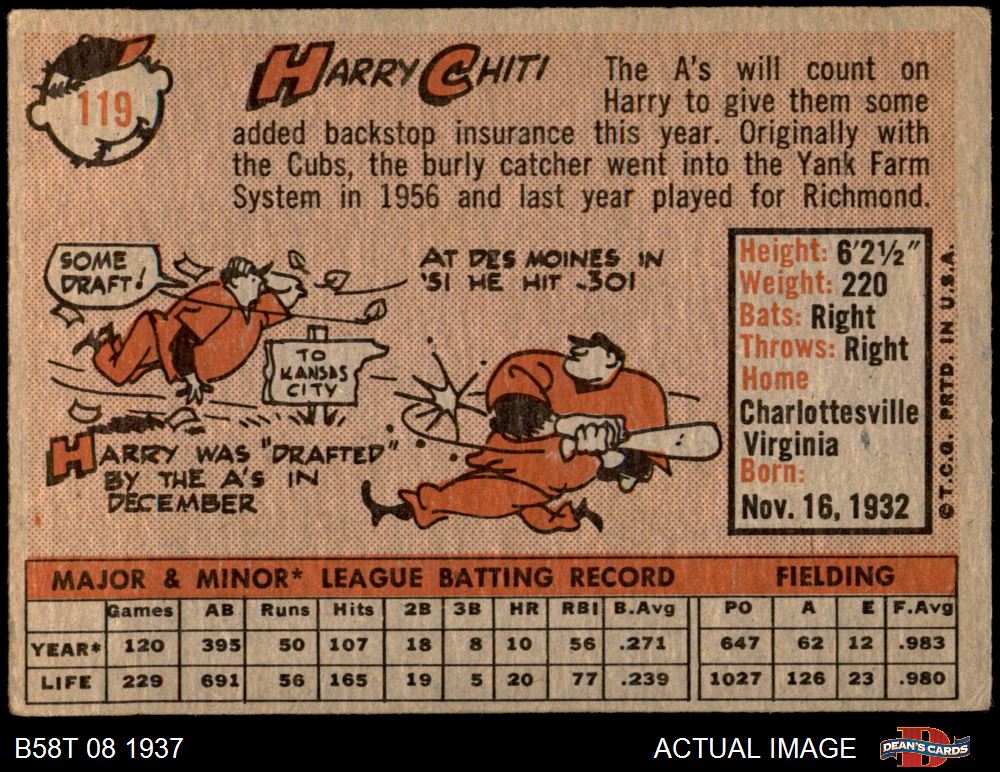 119
HARRY CHITI
The A's will count on
Harry to give them some
added backstop insurance this year. Originally with
the Cubs, the burly catcher went into the Yank Farm
System in 1956 and last year played for Richmond.
SOME
DRAFT!
AT DES MOINES IN
'51 HE HIT .301
TO
KANSAS
CITY
HARRY WAS "DRAFTED"
BY THE A'S IN
DECEMBER
Height: 6'2½"
Weight: 220
Bats: Right
Throws: Right
Home
Charlottesville
Virginia
Born:
Nov. 16, 1932
©T.C.G. PRTD. IN U.S.A.
MAJOR & MINOR* LEAGUE BATTING RECORD FIELDING
Games AB Runs Hits 2B 3B HR RBI B.Avg PO A E F.Avg
YEAR* 120 395 50 107 18 8 10 56 .271 647 62 12 .983
LIFE 229 691 56 165 19 5 20 77 .239 1027 126 23 .980
B58T 08 1937 ACTUAL IMAGE DEAN'S CARDS